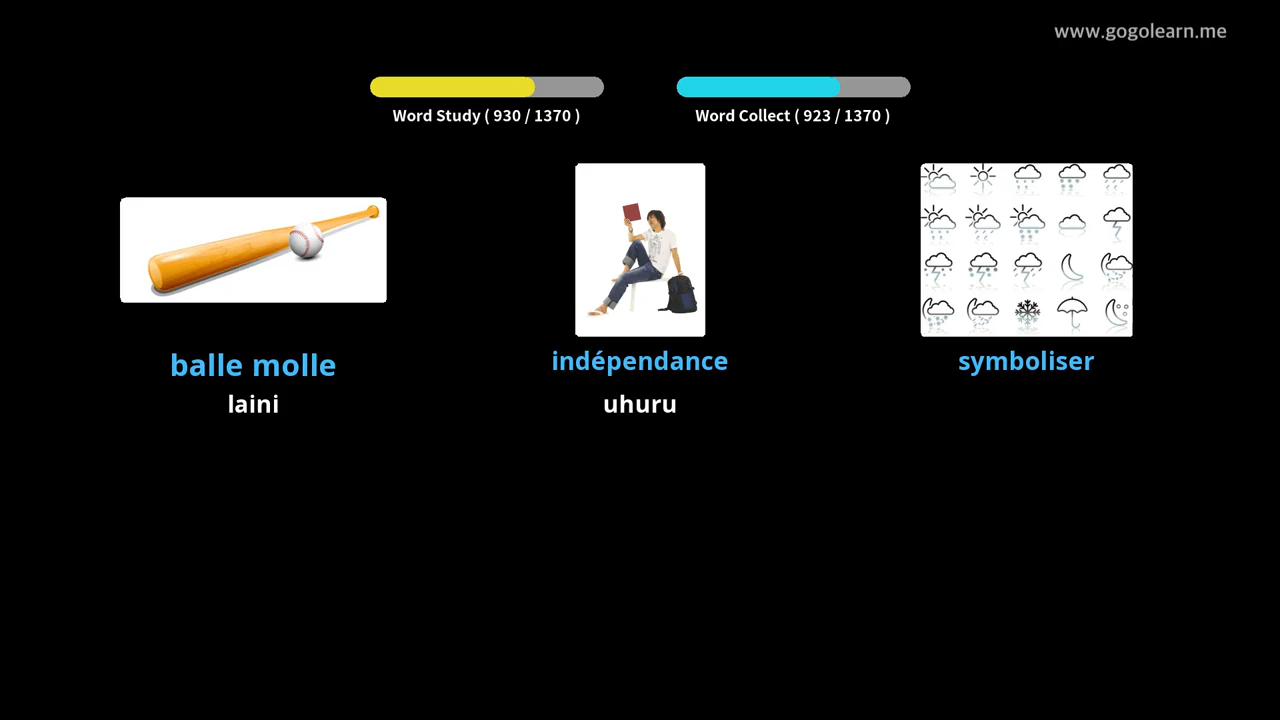 www.gogolearn.me
Word Study ( 930 / 1370 )
Word Collect ( 923 / 1370 )
balle molle
laini
indépendance
uhuru
symboliser